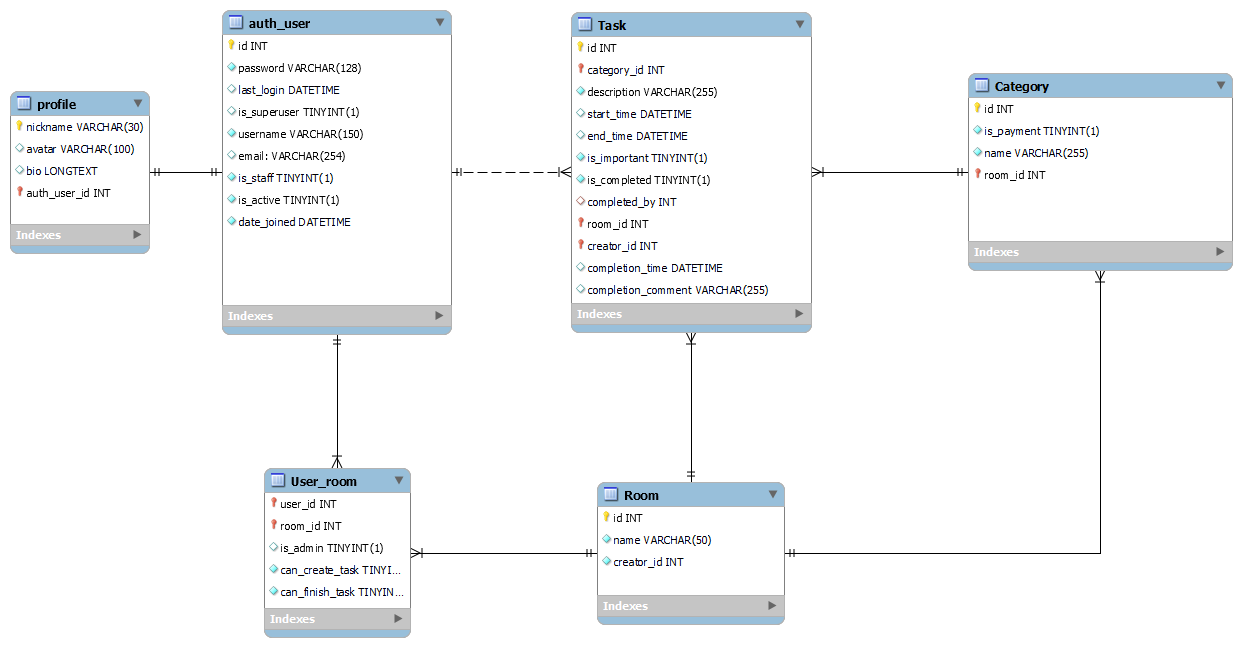 profile
nickname VARCHAR(30)
avatar VARCHAR(100)
bio LONGTEXT
auth_user_id INT
Indexes
auth_user
id INT
password VARCHAR(128)
last_login DATETIME
is_superuser TINYINT(1)
username VARCHAR(150)
email: VARCHAR(254)
is_staff TINYINT(1)
is_active TINYINT(1)
date_joined DATETIME
Indexes
Task
id INT
category_id INT
description VARCHAR(255)
start_time DATETIME
end_time DATETIME
is_important TINYINT(1)
is_completed TINYINT(1)
completed_by INT
room_id INT
creator_id INT
completion_time DATETIME
completion_comment VARCHAR(255)
Indexes
Category
id INT
is_payment TINYINT(1)
name VARCHAR(255)
room_id INT
Indexes
User_room
user_id INT
room_id INT
is_admin TINYINT(1)
can_create_task TINYI...
can_finish_task TINYIN...
Indexes
Room
id INT
name VARCHAR(50)
creator_id INT
Indexes